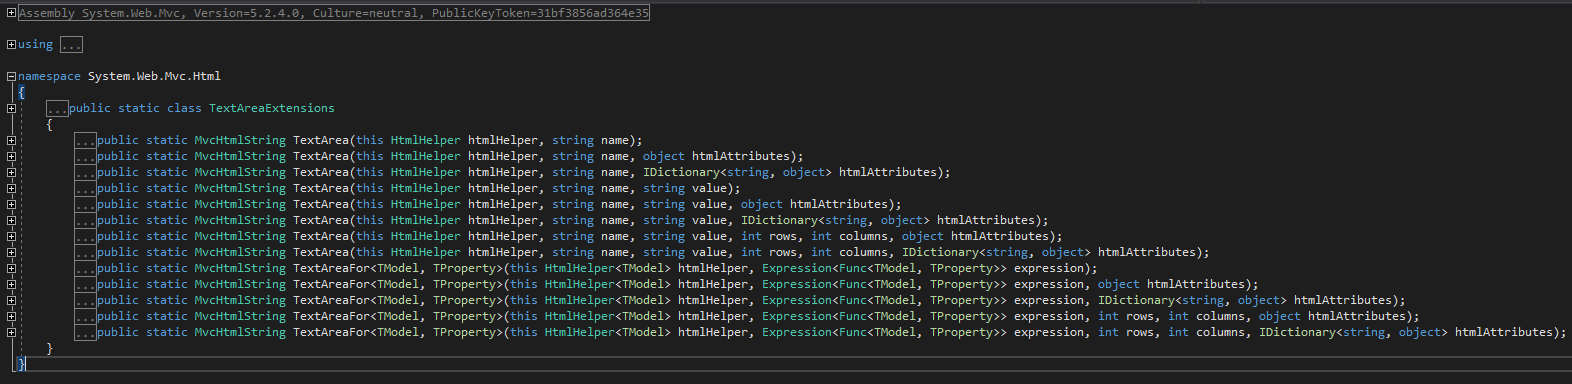 Assembly System.Web.Mvc, Version=5.2.4.0, Culture=neutral, PublicKeyToken=31bf3856ad364e35
using ...
namespace System.Web.Mvc.Html
{
...public static class TextAreaExtensions
{
...public static MvcHtmlString TextArea(this HtmlHelper htmlHelper, string name);
...public static MvcHtmlString TextArea(this HtmlHelper htmlHelper, string name, object htmlAttributes);
...public static MvcHtmlString TextArea(this HtmlHelper htmlHelper, string name, IDictionary<string, object> htmlAttributes);
...public static MvcHtmlString TextArea(this HtmlHelper htmlHelper, string name, string value);
...public static MvcHtmlString TextArea(this HtmlHelper htmlHelper, string name, string value, object htmlAttributes);
...public static MvcHtmlString TextArea(this HtmlHelper htmlHelper, string name, string value, IDictionary<string, object> htmlAttributes);
...public static MvcHtmlString TextArea(this HtmlHelper htmlHelper, string name, string value, int rows, int columns, object htmlAttributes);
...public static MvcHtmlString TextArea(this HtmlHelper htmlHelper, string name, string value, int rows, int columns, IDictionary<string, object> htmlAttributes);
...public static MvcHtmlString TextAreaFor<TModel, TProperty>(this HtmlHelper<TModel> htmlHelper, Expression<Func<TModel, TProperty>> expression);
...public static MvcHtmlString TextAreaFor<TModel, TProperty>(this HtmlHelper<TModel> htmlHelper, Expression<Func<TModel, TProperty>> expression, object htmlAttributes);
...public static MvcHtmlString TextAreaFor<TModel, TProperty>(this HtmlHelper<TModel> htmlHelper, Expression<Func<TModel, TProperty>> expression, IDictionary<string, object> htmlAttributes);
...public static MvcHtmlString TextAreaFor<TModel, TProperty>(this HtmlHelper<TModel> htmlHelper, Expression<Func<TModel, TProperty>> expression, int rows, int columns, object htmlAttributes);
...public static MvcHtmlString TextAreaFor<TModel, TProperty>(this HtmlHelper<TModel> htmlHelper, Expression<Func<TModel, TProperty>> expression, int rows, int columns, IDictionary<string, object> htmlAttributes);
}
}